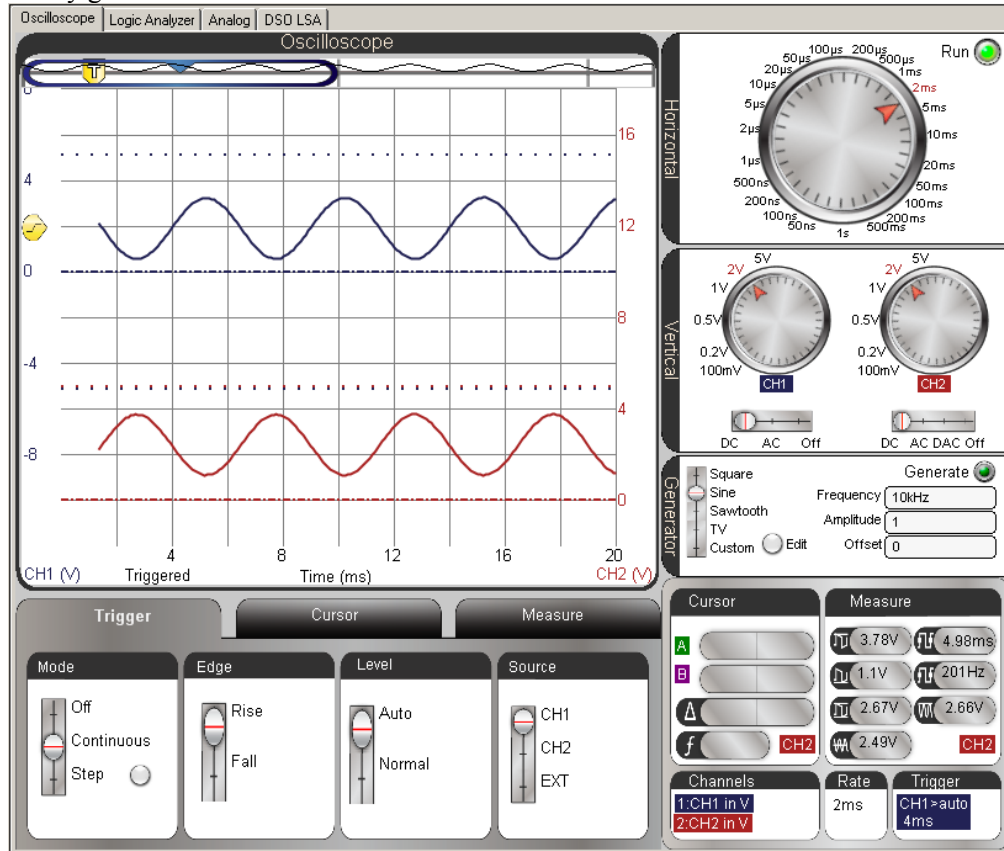 Oscilloscope Logic Analyzer Analog DSO LSA
Oscilloscope
T
16
4
12
0
8
-4
4
-8
0
4 8 12 16 20
CH1 (V) Triggered Time (ms) CH2 (V)
Horizontal
Run
50ns
100ns
200ns
500ns
1µs
2µs
5µs
10µs
20µs
50µs
100µs
200µs
500µs
1ms
2ms
5ms
10ms
20ms
50ms
100ms
200ms
500ms
1s
Vertical
5V
2V
1V
0.5V
0.2V
100mV
CH1
DC AC Off
5V
2V
1V
0.5V
0.2V
100mV
CH2
DC AC DAC Off
Generator
Square
Sine
Sawtooth
TV
Custom Edit
Generate
Frequency 10kHz
Amplitude 1
Offset 0
Trigger Cursor Measure
Mode
Off
Continuous
Step
Edge
Rise
Fall
Level
Auto
Normal
Source
CH1
CH2
EXT
Cursor
A
B
Δ
f CH2
Measure
3.78V 4.98ms
1.1V 201Hz
2.67V 2.66V
2.49V CH2
Channels
1:CH1 in V
2:CH2 in V
Rate
2ms
Trigger
CH1>auto
4ms